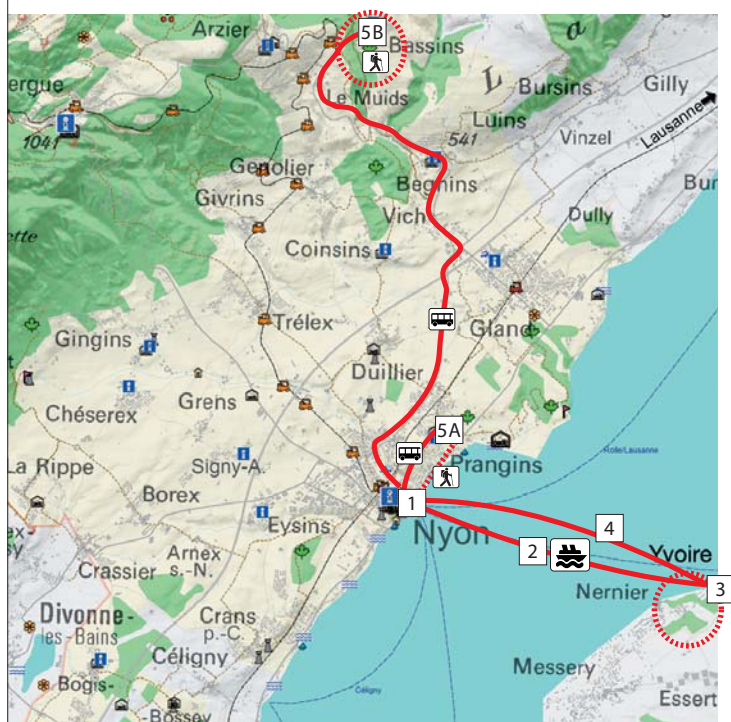 Arzier
5B
Bassins
a
L
ergue
Le Muids
Bursins
Gilly
Luins
Lausanne
1041
541
Vinzel
Genolier
Begnins
Bur
Givrins
Vich
Dully
ette
Coinsins
Trélex
Gland
Gingins
Duillier
Chéserex
Grens
5A
La Rippe
Signy-A.
Prangins
Rolle/Lausanne
Borex
1
4
Eysins
Nyon
2
Yvoire
Arnex
s.-N.
Crassier
Nernier
3
Divonne-
les-Bains
Crans
p.-C.
Céligny
Messery
Bogis-
Céligny
Essert
Bossey